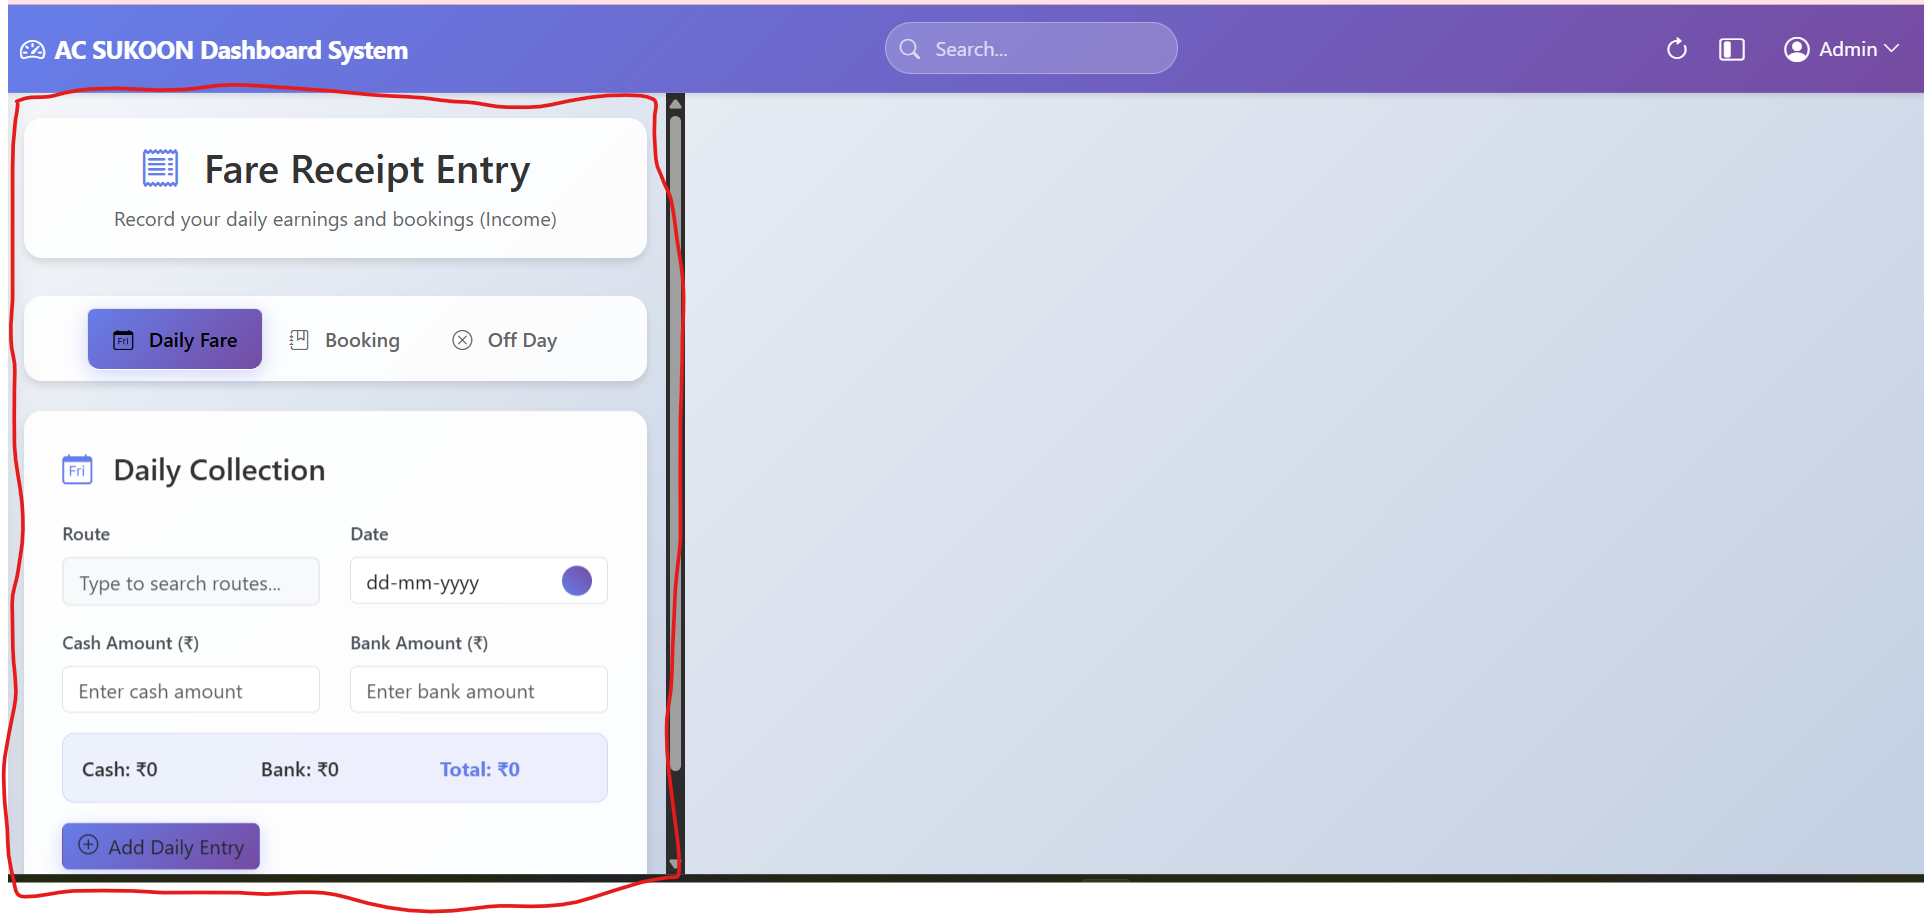 AC SUKOON Dashboard System
Search...
Admin
Fare Receipt Entry
Record your daily earnings and bookings (Income)
Fri Daily Fare
Booking
Off Day
Fri Daily Collection
Route
Date
Type to search routes...
dd-mm-yyyy
Cash Amount (₹)
Bank Amount (₹)
Enter cash amount
Enter bank amount
Cash: ₹0
Bank: ₹0
Total: ₹0
Add Daily Entry